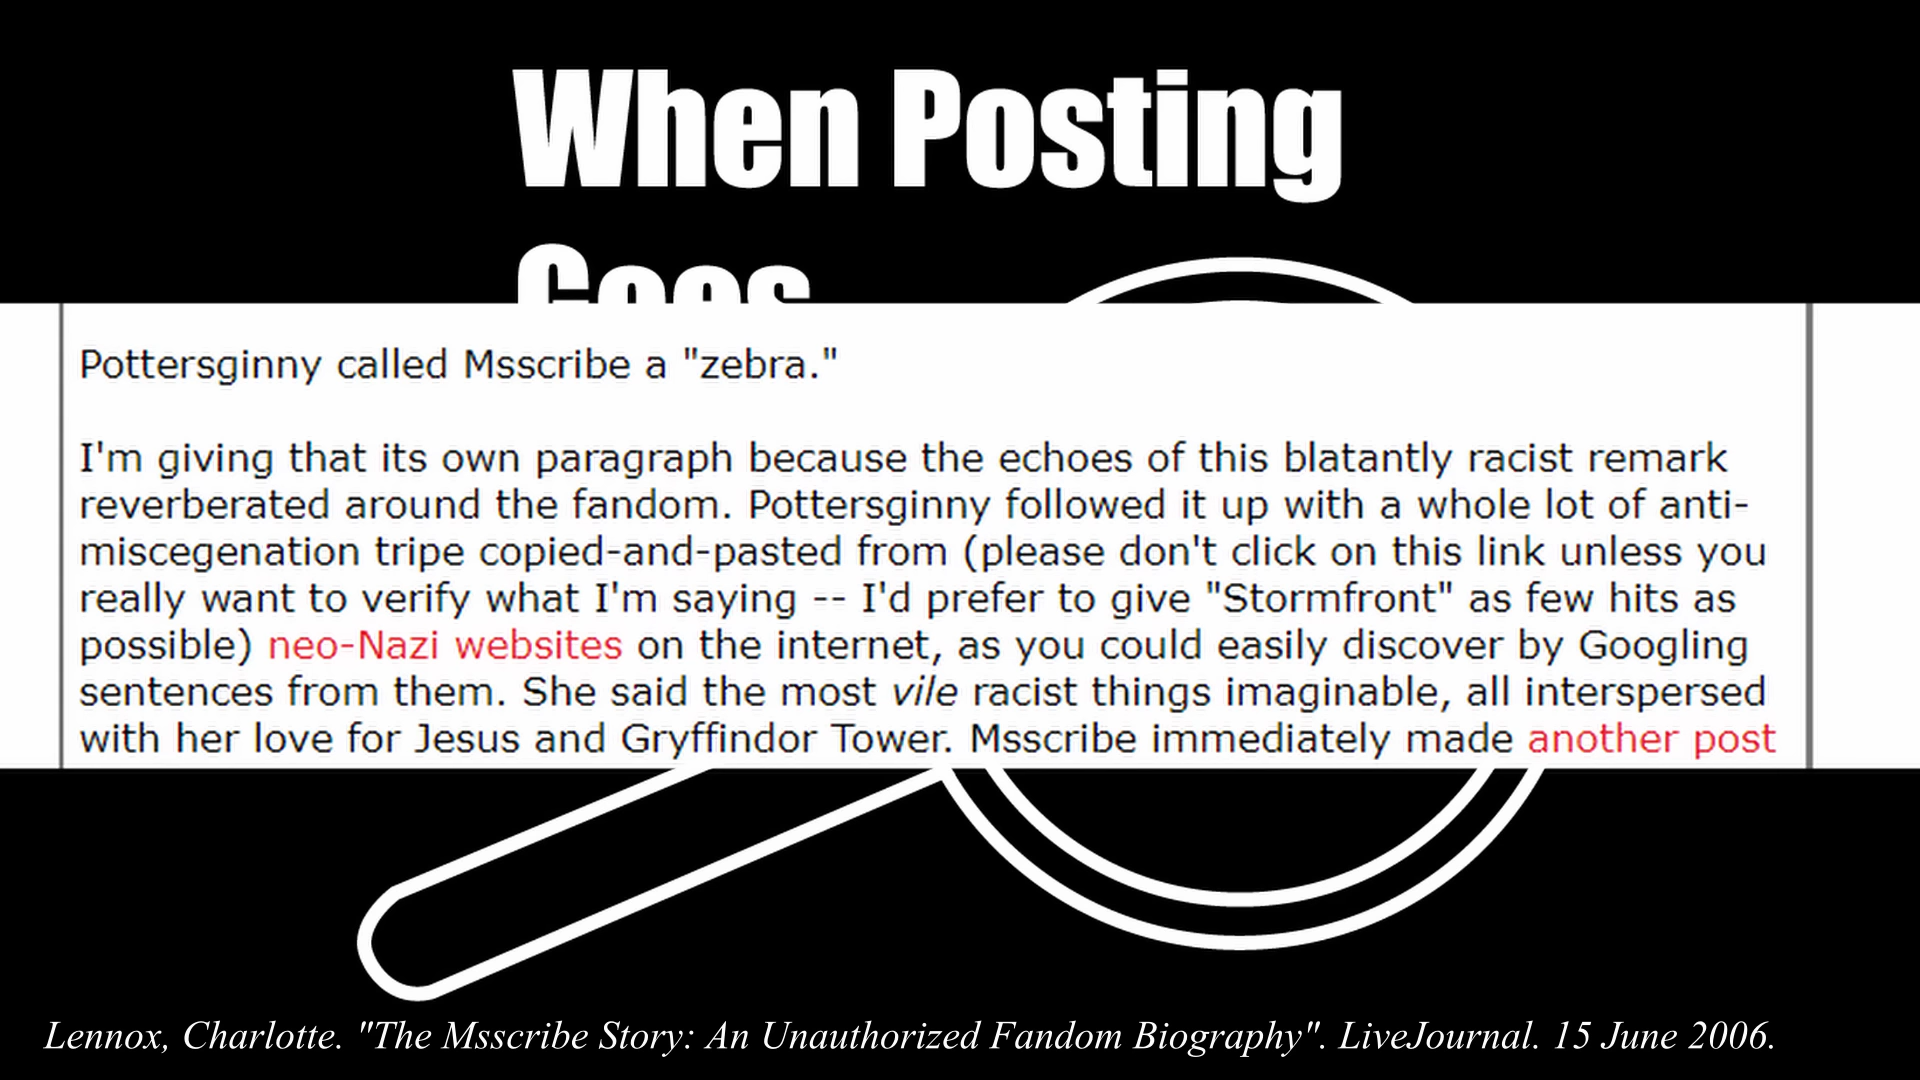 When Posting
Goes
Pottersginny called Msscribe a "zebra."
I'm giving that its own paragraph because the echoes of this blatantly racist remark
reverberated around the fandom. Pottersginny followed it up with a whole lot of anti-
miscegenation tripe copied-and-pasted from (please don't click on this link unless you
really want to verify what I'm saying -- I'd prefer to give "Stormfront" as few hits as
possible) neo-Nazi websites on the internet, as you could easily discover by Googling
sentences from them. She said the most vile racist things imaginable, all interspersed
with her love for Jesus and Gryffindor Tower. Msscribe immediately made another post
Lennox, Charlotte. "The Msscribe Story: An Unauthorized Fandom Biography". LiveJournal. 15 June 2006.